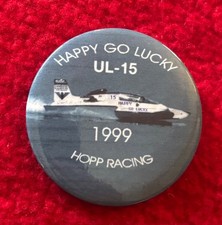 HAPPY GO LUCKY
UL-15
1999
HOPP RACING